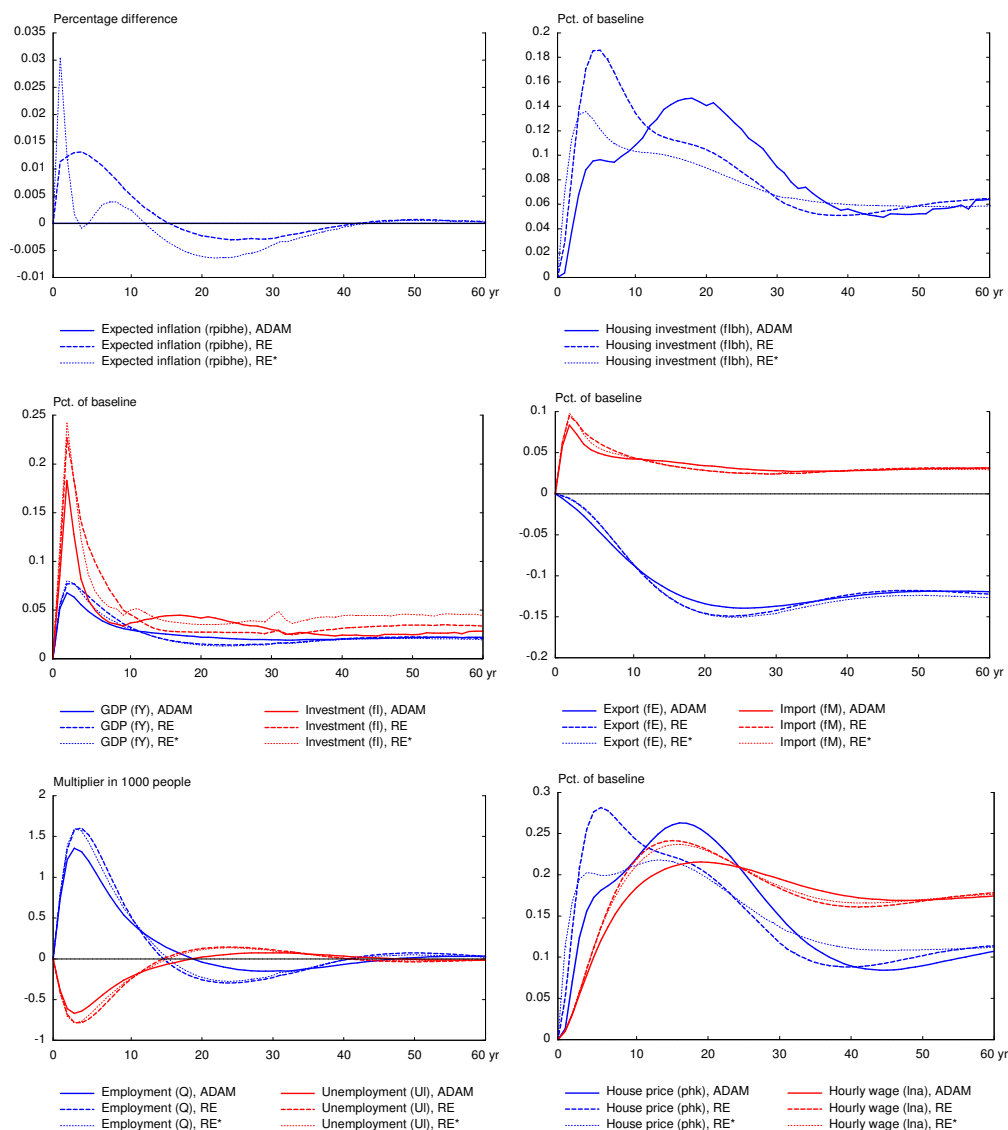 Percentage difference
0.035
0.03
0.025
0.02
0.015
0.01
0.005
0
-0.005
-0.01
0 10 20 30 40 50 60 yr
Expected inflation (rpibhe), ADAM
Expected inflation (rpibhe), RE
Expected inflation (rpibhe), RE*
Pct. of baseline
0.2
0.18
0.16
0.14
0.12
0.1
0.08
0.06
0.04
0.02
0
0 10 20 30 40 50 60 yr
Housing investment (fIbh), ADAM
Housing investment (fIbh), RE
Housing investment (fIbh), RE*
Pct. of baseline
0.25
0.2
0.15
0.1
0.05
0
0 10 20 30 40 50 60 yr
GDP (fY), ADAM Investment (fI), ADAM
GDP (fY), RE Investment (fI), RE
GDP (fY), RE* Investment (fI), RE*
Pct. of baseline
0.1
0.05
0
-0.05
-0.1
-0.15
-0.2
0 10 20 30 40 50 60 yr
Export (fE), ADAM Import (fM), ADAM
Export (fE), RE Import (fM), RE
Export (fE), RE* Import (fM), RE*
Multiplier in 1000 people
2
1.5
1
0.5
0
-0.5
-1
0 10 20 30 40 50 60 yr
Employment (Q), ADAM Unemployment (Ul), ADAM
Employment (Q), RE Unemployment (Ul), RE
Employment (Q), RE* Unemployment (Ul), RE*
Pct. of baseline
0.3
0.25
0.2
0.15
0.1
0.05
0
0 10 20 30 40 50 60 yr
House price (phk), ADAM Hourly wage (lna), ADAM
House price (phk), RE Hourly wage (lna), RE
House price (phk), RE* Hourly wage (lna), RE*